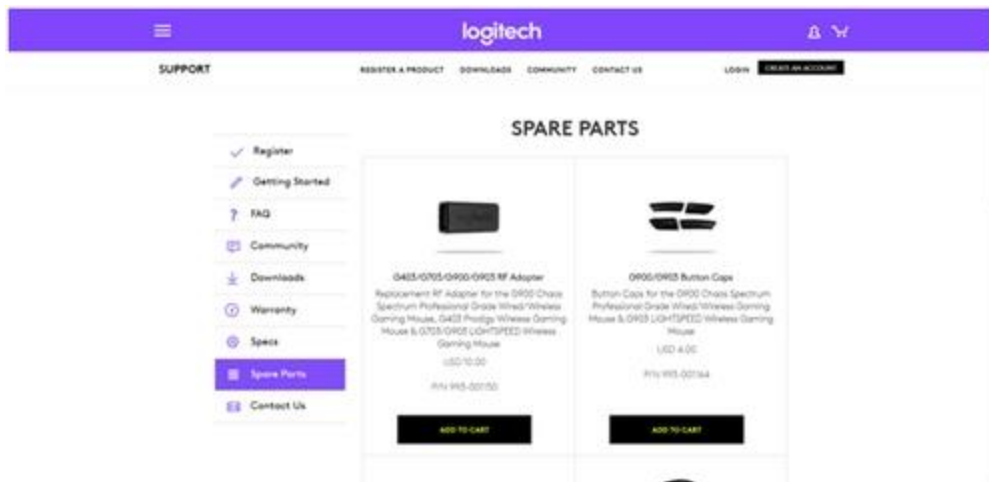 logitech
SUPPORT
REGISTER A PRODUCT DOWNLOADS COMMUNITY CONTACT US
LOGIN CREATE AN ACCOUNT
SPARE PARTS
Register
Getting Started
FAQ
Community
Downloads
Warranty
Specs
Spare Parts
Contact Us
G403/G703/G900/G903 RF Adapter
Replacement RF Adapter for the G900 Chaos
Spectrum Professional Grade Wired/Wireless
Gaming Mouse, G403 Prodigy Wireless Gaming
Mouse & G703/G903 LIGHTSPEED Wireless
Gaming Mouse
USD 10.00
P/N 993-001130
ADD TO CART
G900/G903 Button Caps
Button Caps for the G900 Chaos Spectrum
Professional Grade Wired/Wireless Gaming
Mouse & G903 LIGHTSPEED Wireless Gaming
Mouse
USD 4.00
P/N 993-001164
ADD TO CART